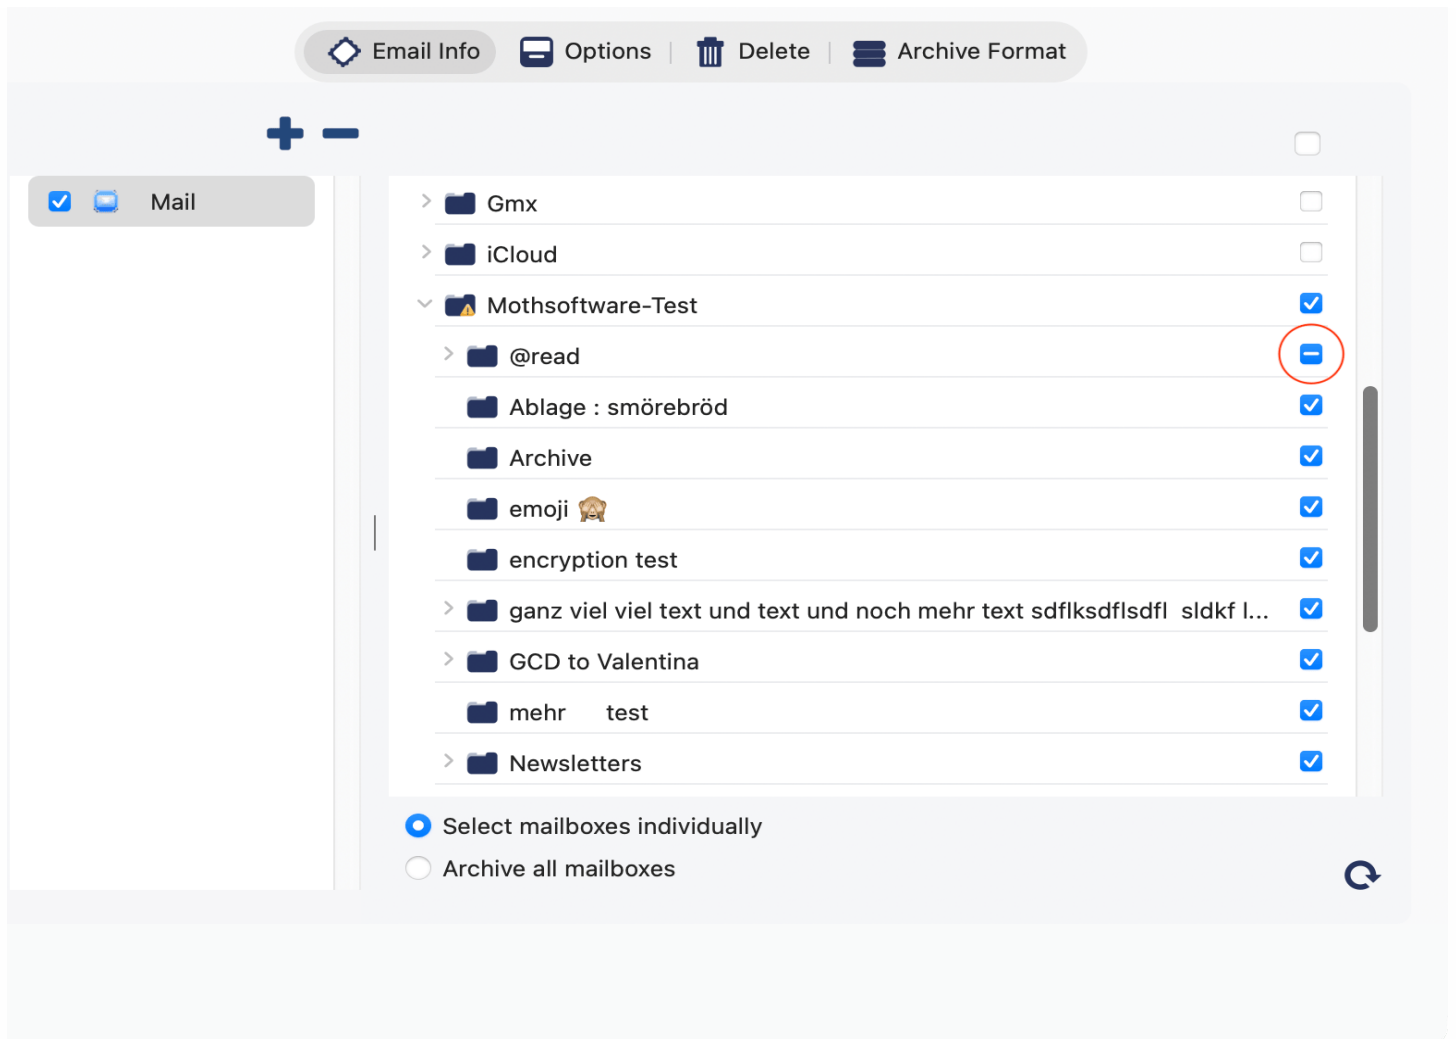 Email Info Options Delete Archive Format
Mail
Gmx
iCloud
Mothsoftware-Test
@read
Ablage : smörebröd
Archive
emoji 🙈
encryption test
ganz viel viel text und text und noch mehr text sdflksdflsdfl sldkf l...
GCD to Valentina
mehr test
Newsletters
Select mailboxes individually
Archive all mailboxes